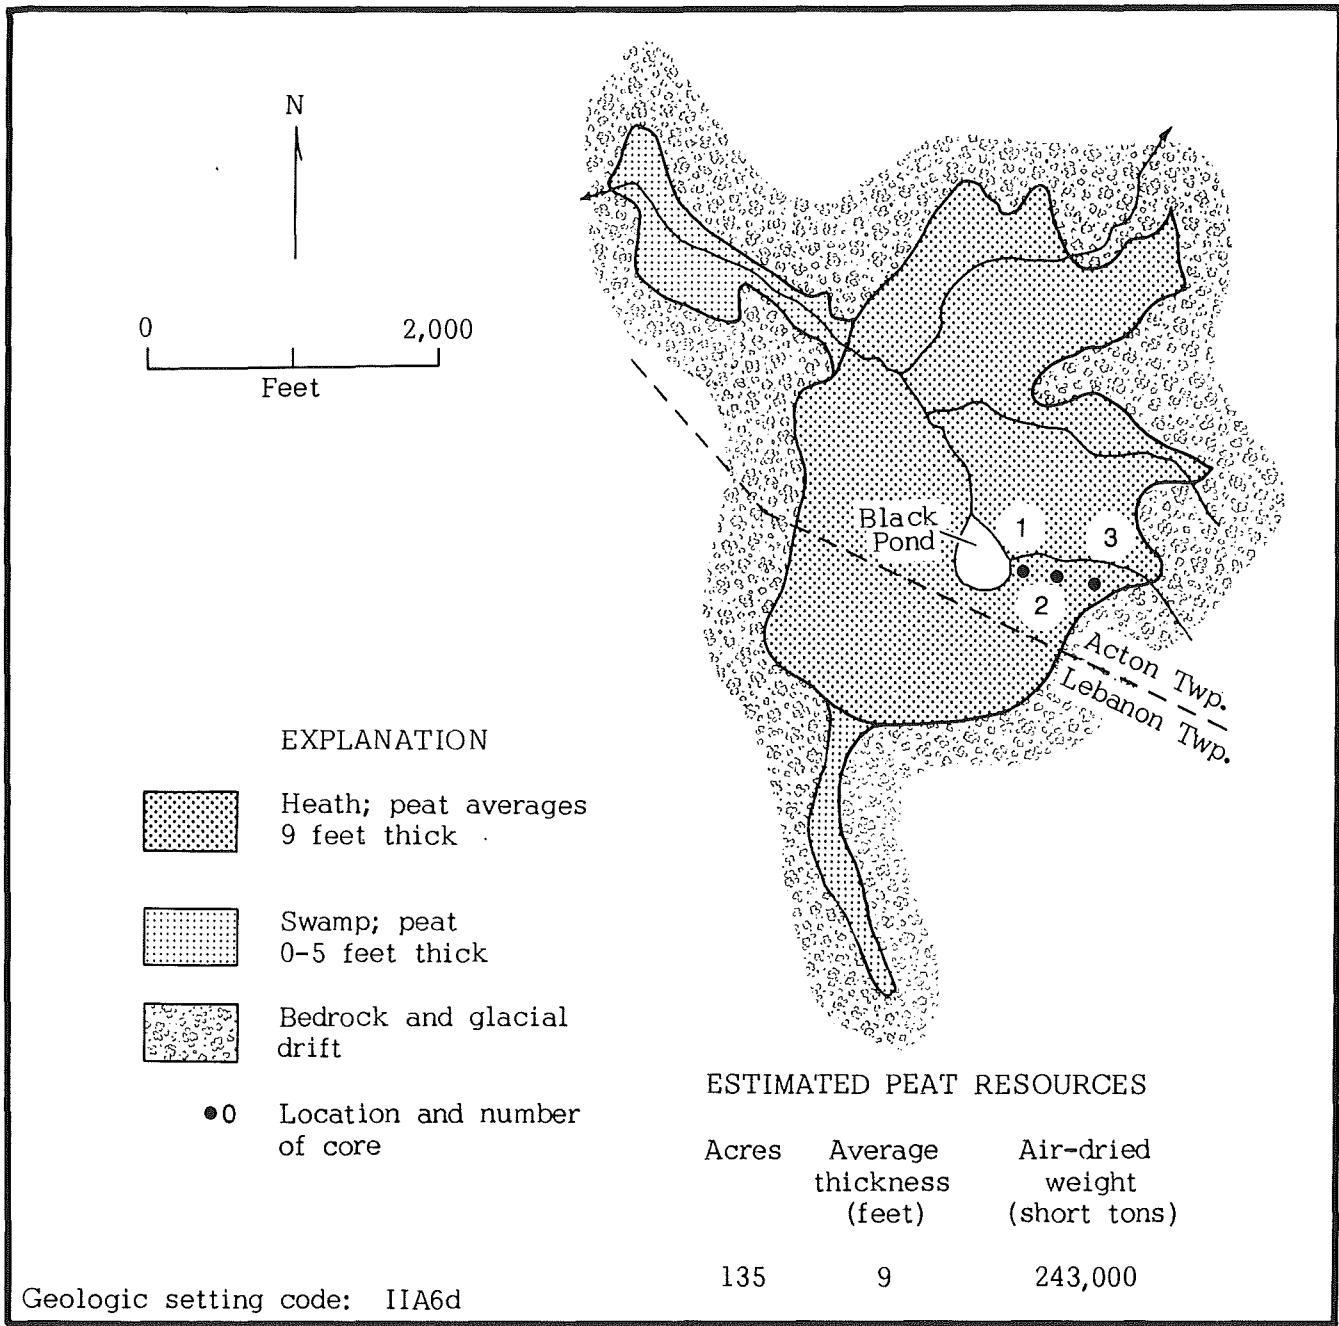 N
0 2,000
Feet
Black
Pond
1
3
2
Acton Twp.
Lebanon Twp.
EXPLANATION
Heath; peat averages
9 feet thick
Swamp; peat
0-5 feet thick
Bedrock and glacial
drift
0 Location and number
of core
ESTIMATED PEAT RESOURCES
Acres Average Air-dried
thickness weight
(feet) (short tons)
135 9 243,000
Geologic setting code: IIA6d